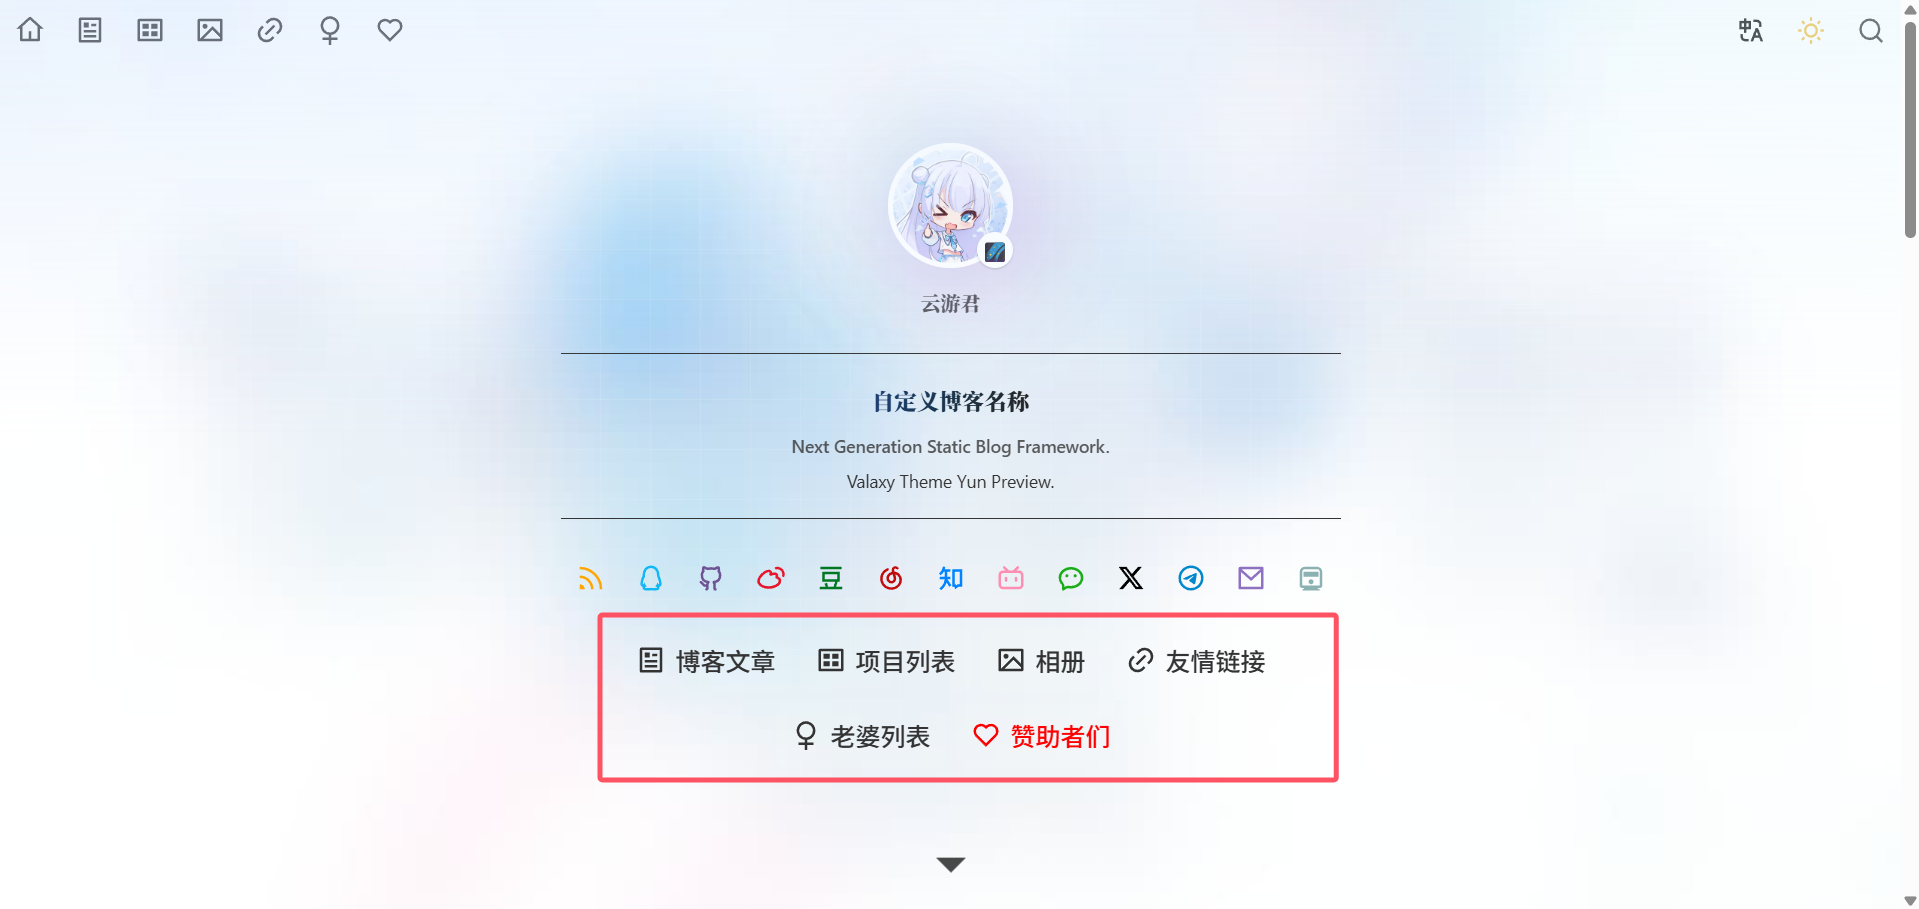 云游君
自定义博客名称
Next Generation Static Blog Framework.
Valaxy Theme Yun Preview.
豆 知
博客文章 项目列表 相册 友情链接
老婆列表 赞助者们